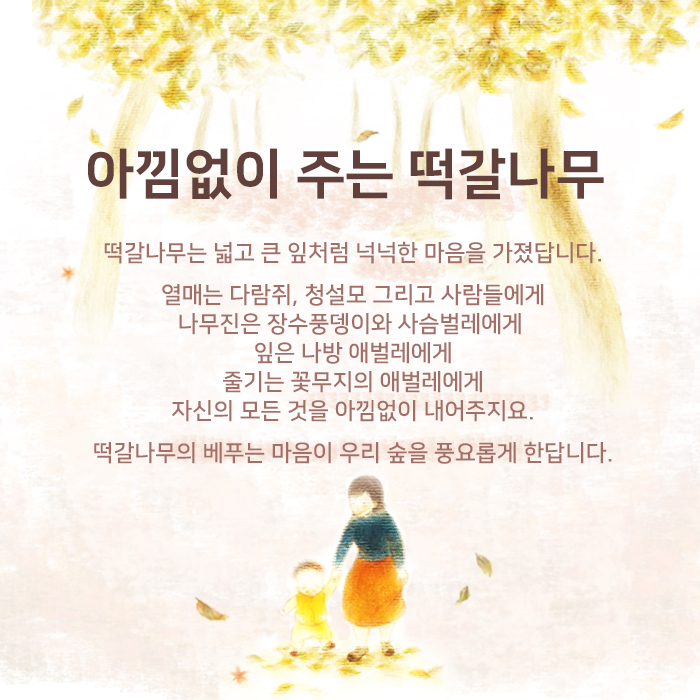 아낌없이 주는 떡갈나무
떡갈나무는 넓고 큰 잎처럼 넉넉한 마음을 가졌답니다.
열매는 다람쥐, 청설모 그리고 사람들에게
나무진은 장수풍뎅이와 사슴벌레에게
잎은 나방 애벌레에게
줄기는 꽃무지의 애벌레에게
자신의 모든 것을 아낌없이 내어주지요.
떡갈나무의 베푸는 마음이 우리 숲을 풍요롭게 한답니다.